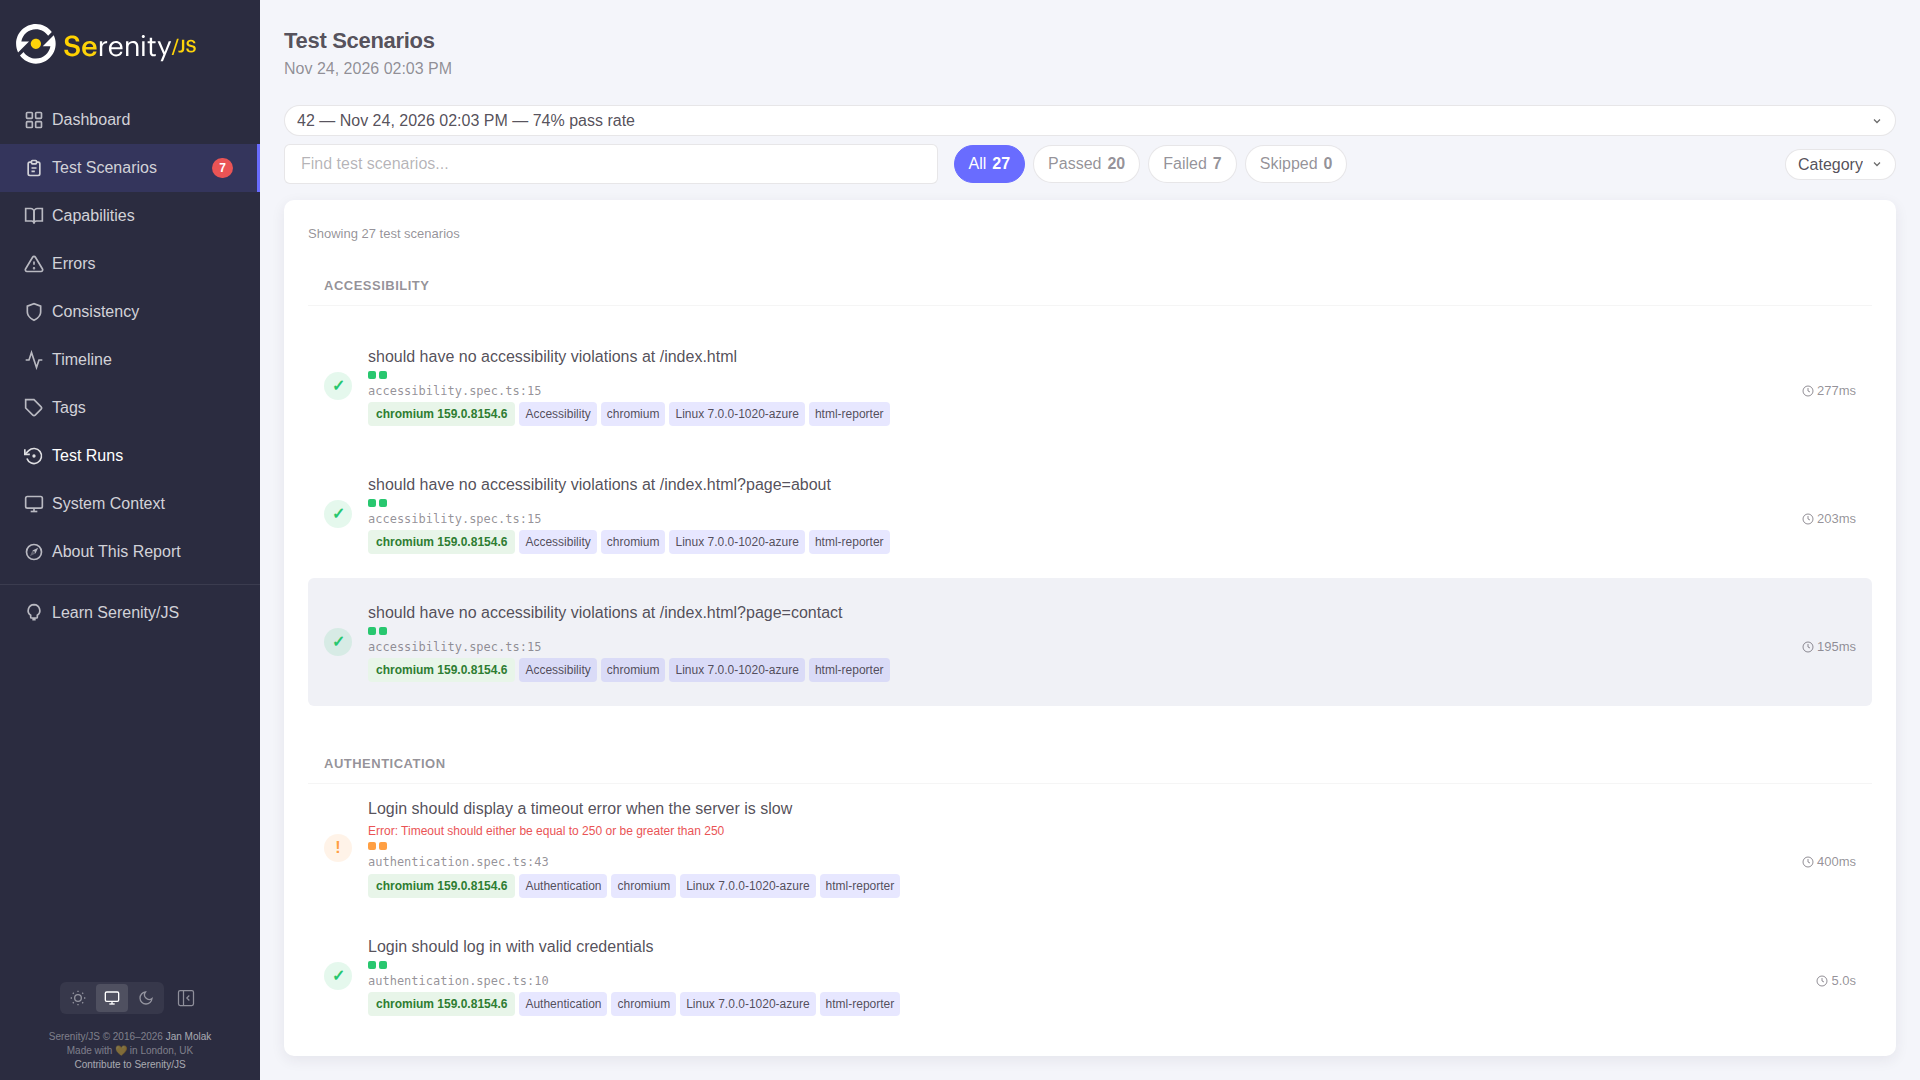 Serenity/JS
Dashboard
Test Scenarios 7
Capabilities
Errors
Consistency
Timeline
Tags
Test Runs
System Context
About This Report
Learn Serenity/JS
Serenity/JS © 2016–2026 Jan Molak
Made with 💛 in London, UK
Contribute to Serenity/JS
Test Scenarios
Nov 24, 2026 02:03 PM
42 — Nov 24, 2026 02:03 PM — 74% pass rate
Find test scenarios... All 27 Passed 20 Failed 7 Skipped 0 Category
Showing 27 test scenarios
ACCESSIBILITY
should have no accessibility violations at /index.html
accessibility.spec.ts:15 277ms
chromium 159.0.8154.6 Accessibility chromium Linux 7.0.0-1020-azure html-reporter
should have no accessibility violations at /index.html?page=about
accessibility.spec.ts:15 203ms
chromium 159.0.8154.6 Accessibility chromium Linux 7.0.0-1020-azure html-reporter
should have no accessibility violations at /index.html?page=contact
accessibility.spec.ts:15 195ms
chromium 159.0.8154.6 Accessibility chromium Linux 7.0.0-1020-azure html-reporter
AUTHENTICATION
Login should display a timeout error when the server is slow
Error: Timeout should either be equal to 250 or be greater than 250
authentication.spec.ts:43 400ms
chromium 159.0.8154.6 Authentication chromium Linux 7.0.0-1020-azure html-reporter
Login should log in with valid credentials
authentication.spec.ts:10 5.0s
chromium 159.0.8154.6 Authentication chromium Linux 7.0.0-1020-azure html-reporter